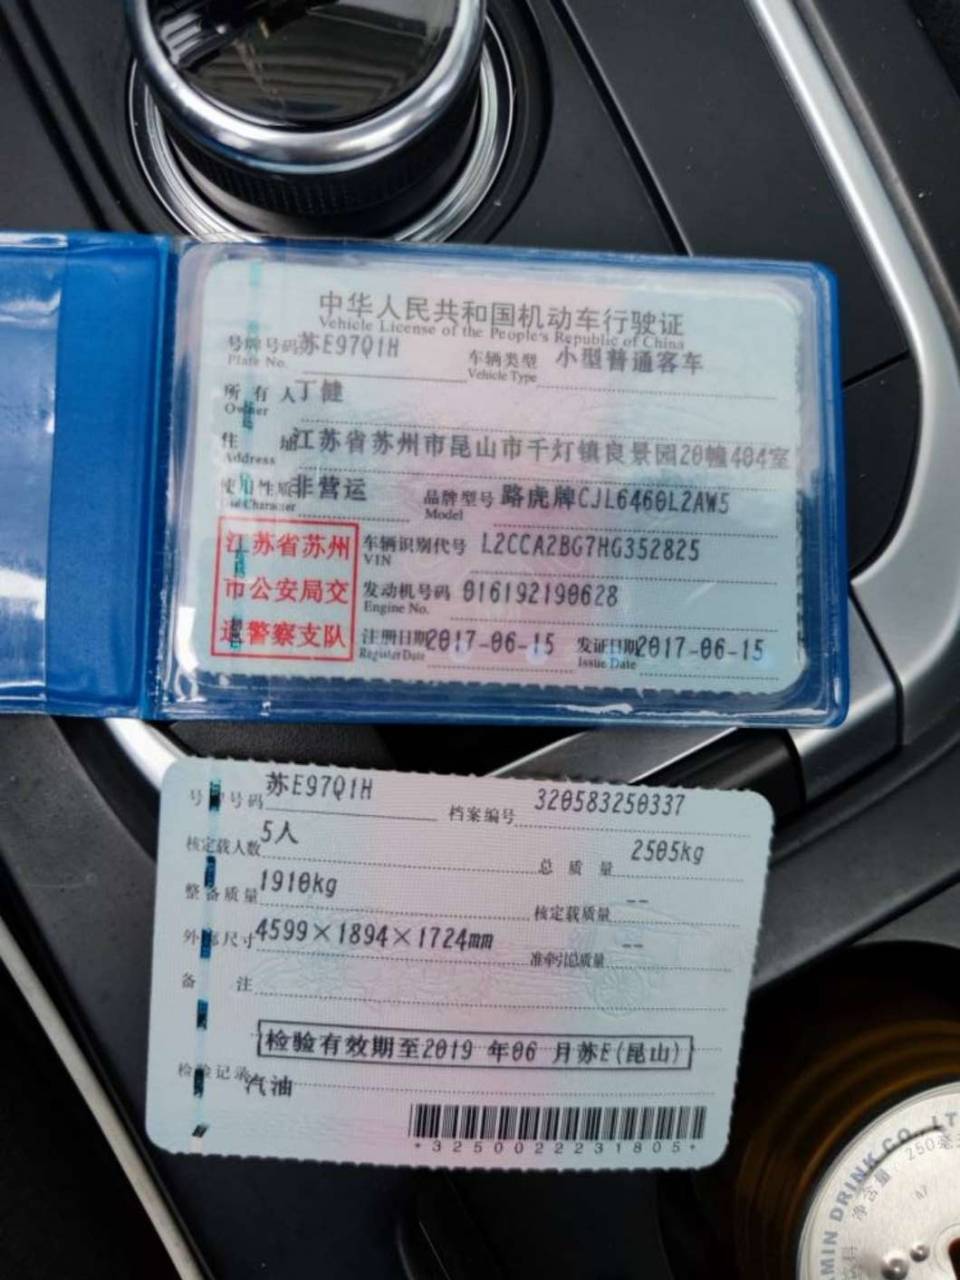 中华人民共和国机动车行驶证
Vehicle License of the People's Republic of China
号牌号码 苏E97Q1H 车辆类型 小型普通客车
Plate No. Vehicle Type
所有人 丁健
Owner
住址 江苏省苏州市昆山市千灯镇良景园20幢404室
Address
使用性质 非营运 品牌型号 路虎牌CJL6460L2AW5
Use Character Model
江苏省苏州
市公安局交
通警察支队
车辆识别代号 L2CCA2BG7HG352825
VIN
发动机号码 016192190628
Engine No.
注册日期 2017-06-15 发证日期 2017-06-15
Register Date Issue Date
号牌号码 苏E97Q1H 档案编号 320583250337
核定载人数 5人 总质量 2505kg
整备质量 1910kg 核定载质量 --
外廓尺寸 4599×1894×1724mm 准牵引总质量 --
备注
检验有效期至2019年06月苏E(昆山)
检验记录 汽油
*3250022231805*
MIN DRINK CO., LT
净含量 250毫